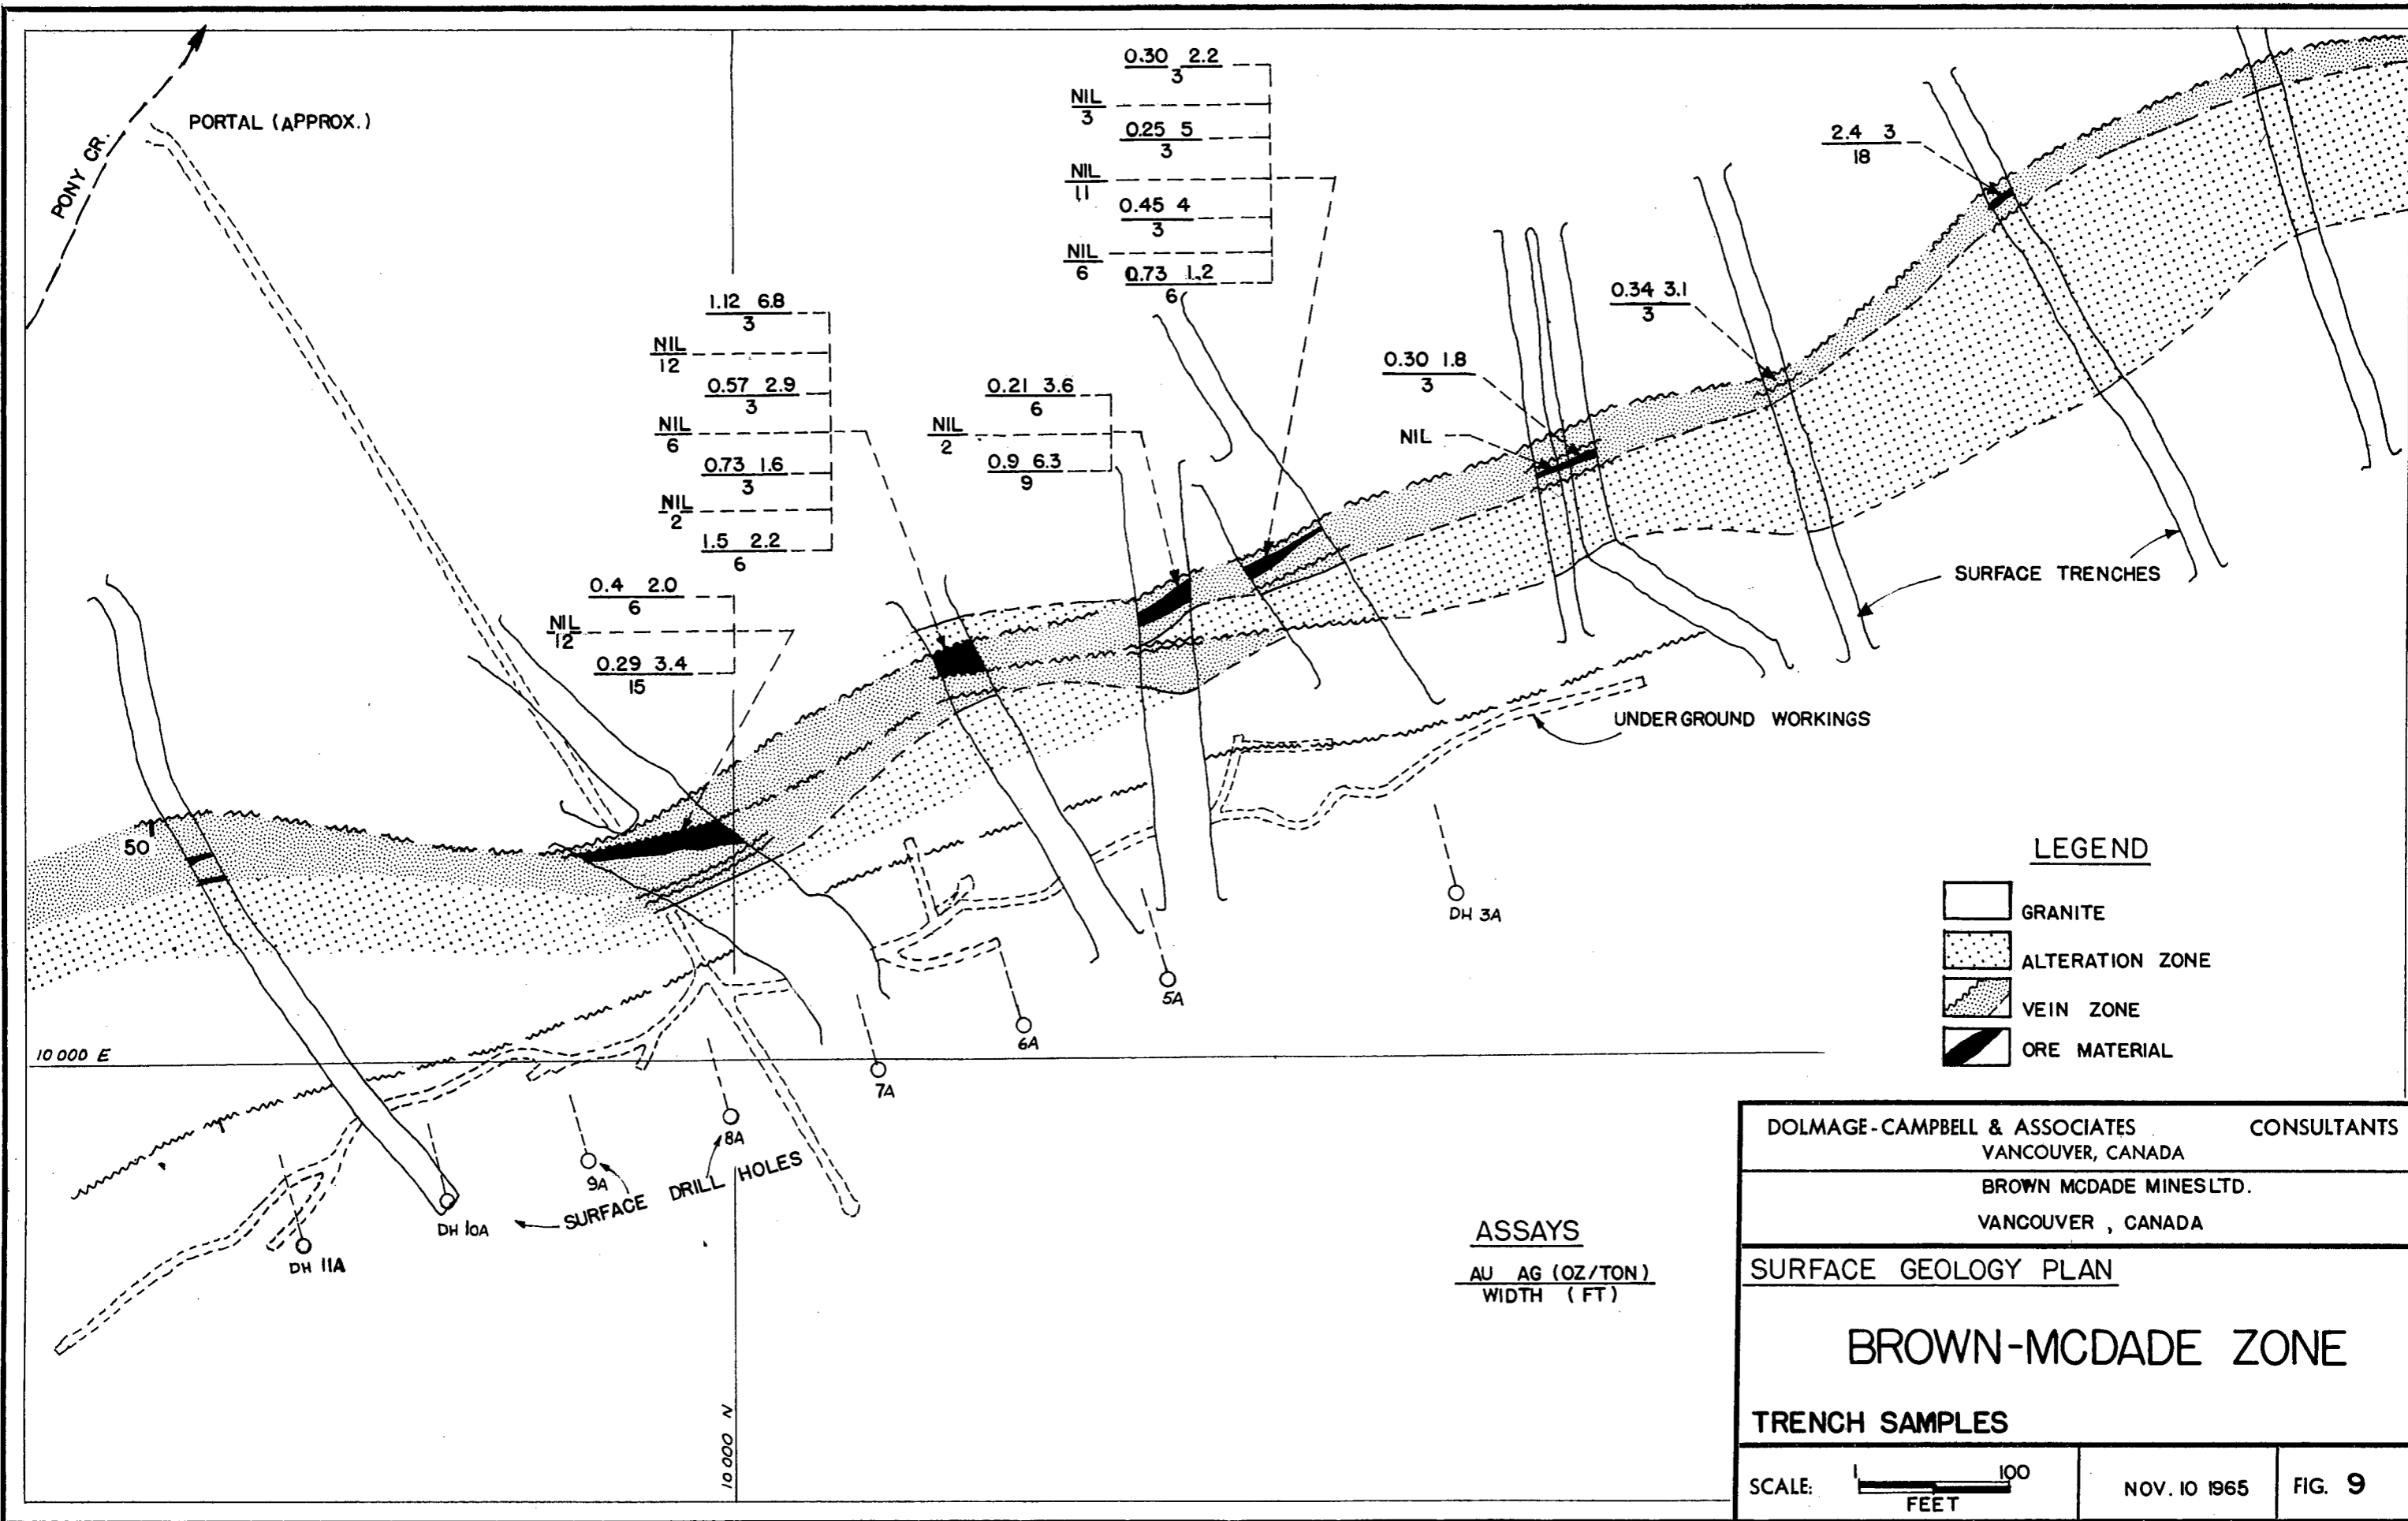 PONY CR.
PORTAL (APPROX.)
0.30 2.2
3
NIL
3
0.25 5
3
NIL
11
0.45 4
3
NIL
6
0.73 1.2
6
2.4 3
18
1.12 6.8
3
NIL
12
0.57 2.9
3
NIL
6
0.73 1.6
3
NIL
2
1.5 2.2
6
0.21 3.6
6
NIL
2
0.9 6.3
9
0.30 1.8
3
NIL
0.34 3.1
3
0.4 2.0
6
NIL
12
0.29 3.4
15
SURFACE TRENCHES
UNDERGROUND WORKINGS
50
DH 3A
5A
6A
7A
8A
9A
DH 10A
DH 11A
SURFACE DRILL HOLES
10 000 E
10 000 N
LEGEND
GRANITE
ALTERATION ZONE
VEIN ZONE
ORE MATERIAL
ASSAYS
AU AG (OZ/TON)
WIDTH (FT)
DOLMAGE-CAMPBELL & ASSOCIATES CONSULTANTS
VANCOUVER, CANADA
BROWN MCDADE MINES LTD.
VANCOUVER , CANADA
SURFACE GEOLOGY PLAN
BROWN-MCDADE ZONE
TRENCH SAMPLES
SCALE: 1 100
FEET
NOV. 10 1965
FIG. 9